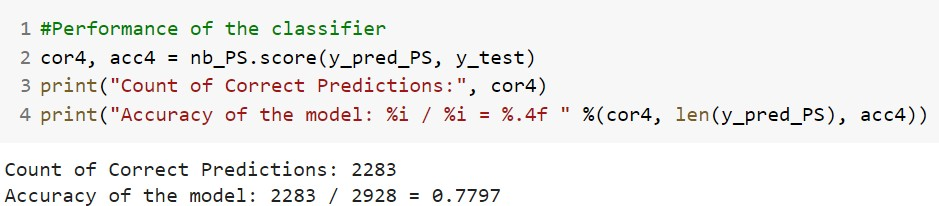 1 #Performance of the classifier
2 cor4, acc4 = nb_PS.score(y_pred_PS, y_test)
3 print("Count of Correct Predictions:", cor4)
4 print("Accuracy of the model: %i / %i = %.4f " %(cor4, len(y_pred_PS), acc4))
Count of Correct Predictions: 2283
Accuracy of the model: 2283 / 2928 = 0.7797